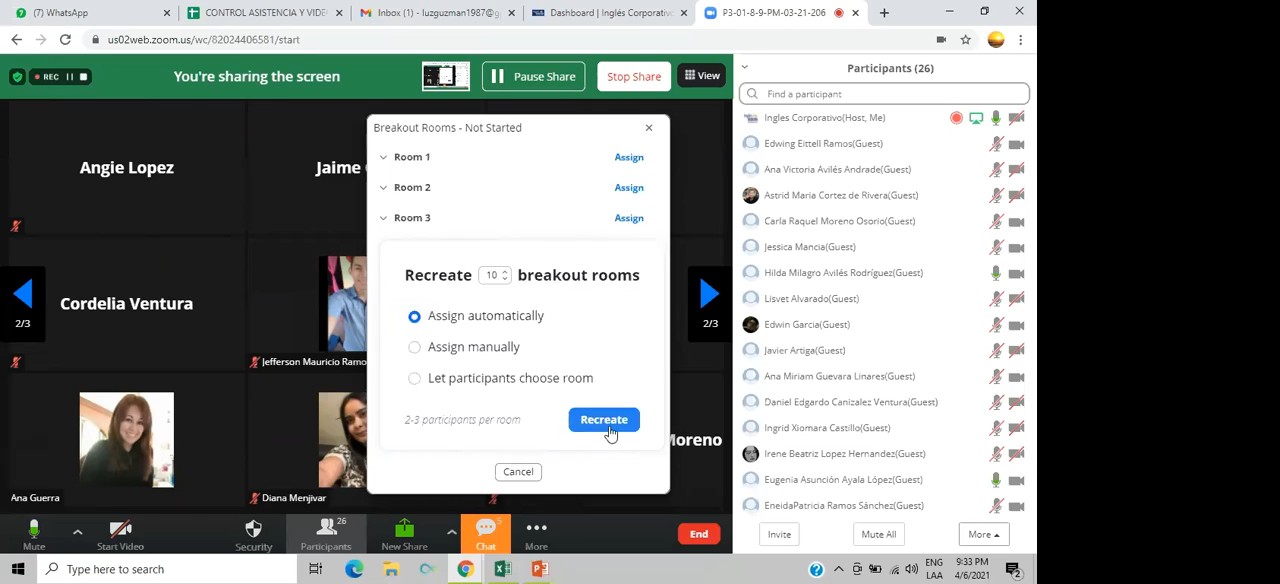 WhatsApp
CONTROL ASISTENCIA Y VIDE
Inbox (1) - luzguzman1987@g
Dashboard | Inglés Corporativo
P3-01-8-9-PM-03-21-206
us02web.zoom.us/wc/82024406581/start
REC
You're sharing the screen
Pause Share
Stop Share
View
Participants (26)
Find a participant
Ingles Corporativo(Host, Me)
Edwing Eittell Ramos(Guest)
Ana Victoria Avilés Andrade(Guest)
Astrid Maria Cortez de Rivera(Guest)
Carla Raquel Moreno Osorio(Guest)
Jessica Mancia(Guest)
Hilda Milagro Avilés Rodríguez(Guest)
Lisvet Alvarado(Guest)
Edwin Garcia(Guest)
Javier Artiga(Guest)
Ana Miriam Guevara Linares(Guest)
Daniel Edgardo Canizalez Ventura(Guest)
Ingrid Xiomara Castillo(Guest)
Irene Beatriz Lopez Hernandez(Guest)
Eugenia Asunción Ayala López(Guest)
EneidaPatricia Ramos Sánchez(Guest)
Invite
Mute All
More
Angie Lopez
Jaime
Cordelia Ventura
2/3
2/3
Jefferson Mauricio Ramo
Ana Guerra
Diana Menjivar
Moreno
Breakout Rooms - Not Started
Room 1 Assign
Room 2 Assign
Room 3 Assign
Recreate 10 breakout rooms
Assign automatically
Assign manually
Let participants choose room
2-3 participants per room
Recreate
Cancel
Mute
Start Video
Security
Participants 26
New Share
Chat 5
More
End
Type here to search
ENG
LAA
9:33 PM
4/6/2021
2